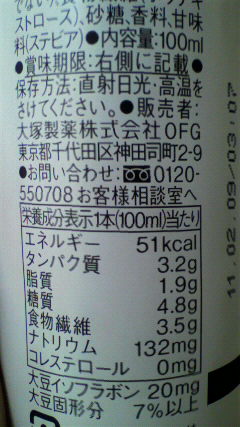 ストロース)、砂糖、香料、甘味
料(ステビア)●内容量:100ml
●賞味期限:右側に記載●
保存方法:直射日光・高温を
さけてください。●販売者:
大塚製薬株式会社OFG
東京都千代田区神田司町2-9
●お問い合わせ:0120-
550708お客様相談室へ
栄養成分表示1本(100ml)当たり
エネルギー 51kcal
タンパク質 3.2g
脂質 1.9g
糖質 4.8g
食物繊維 3.5g
ナトリウム 132mg
コレステロール 0mg
大豆イソフラボン 20mg
大豆固形分 7%以上
11.02.09/03:07